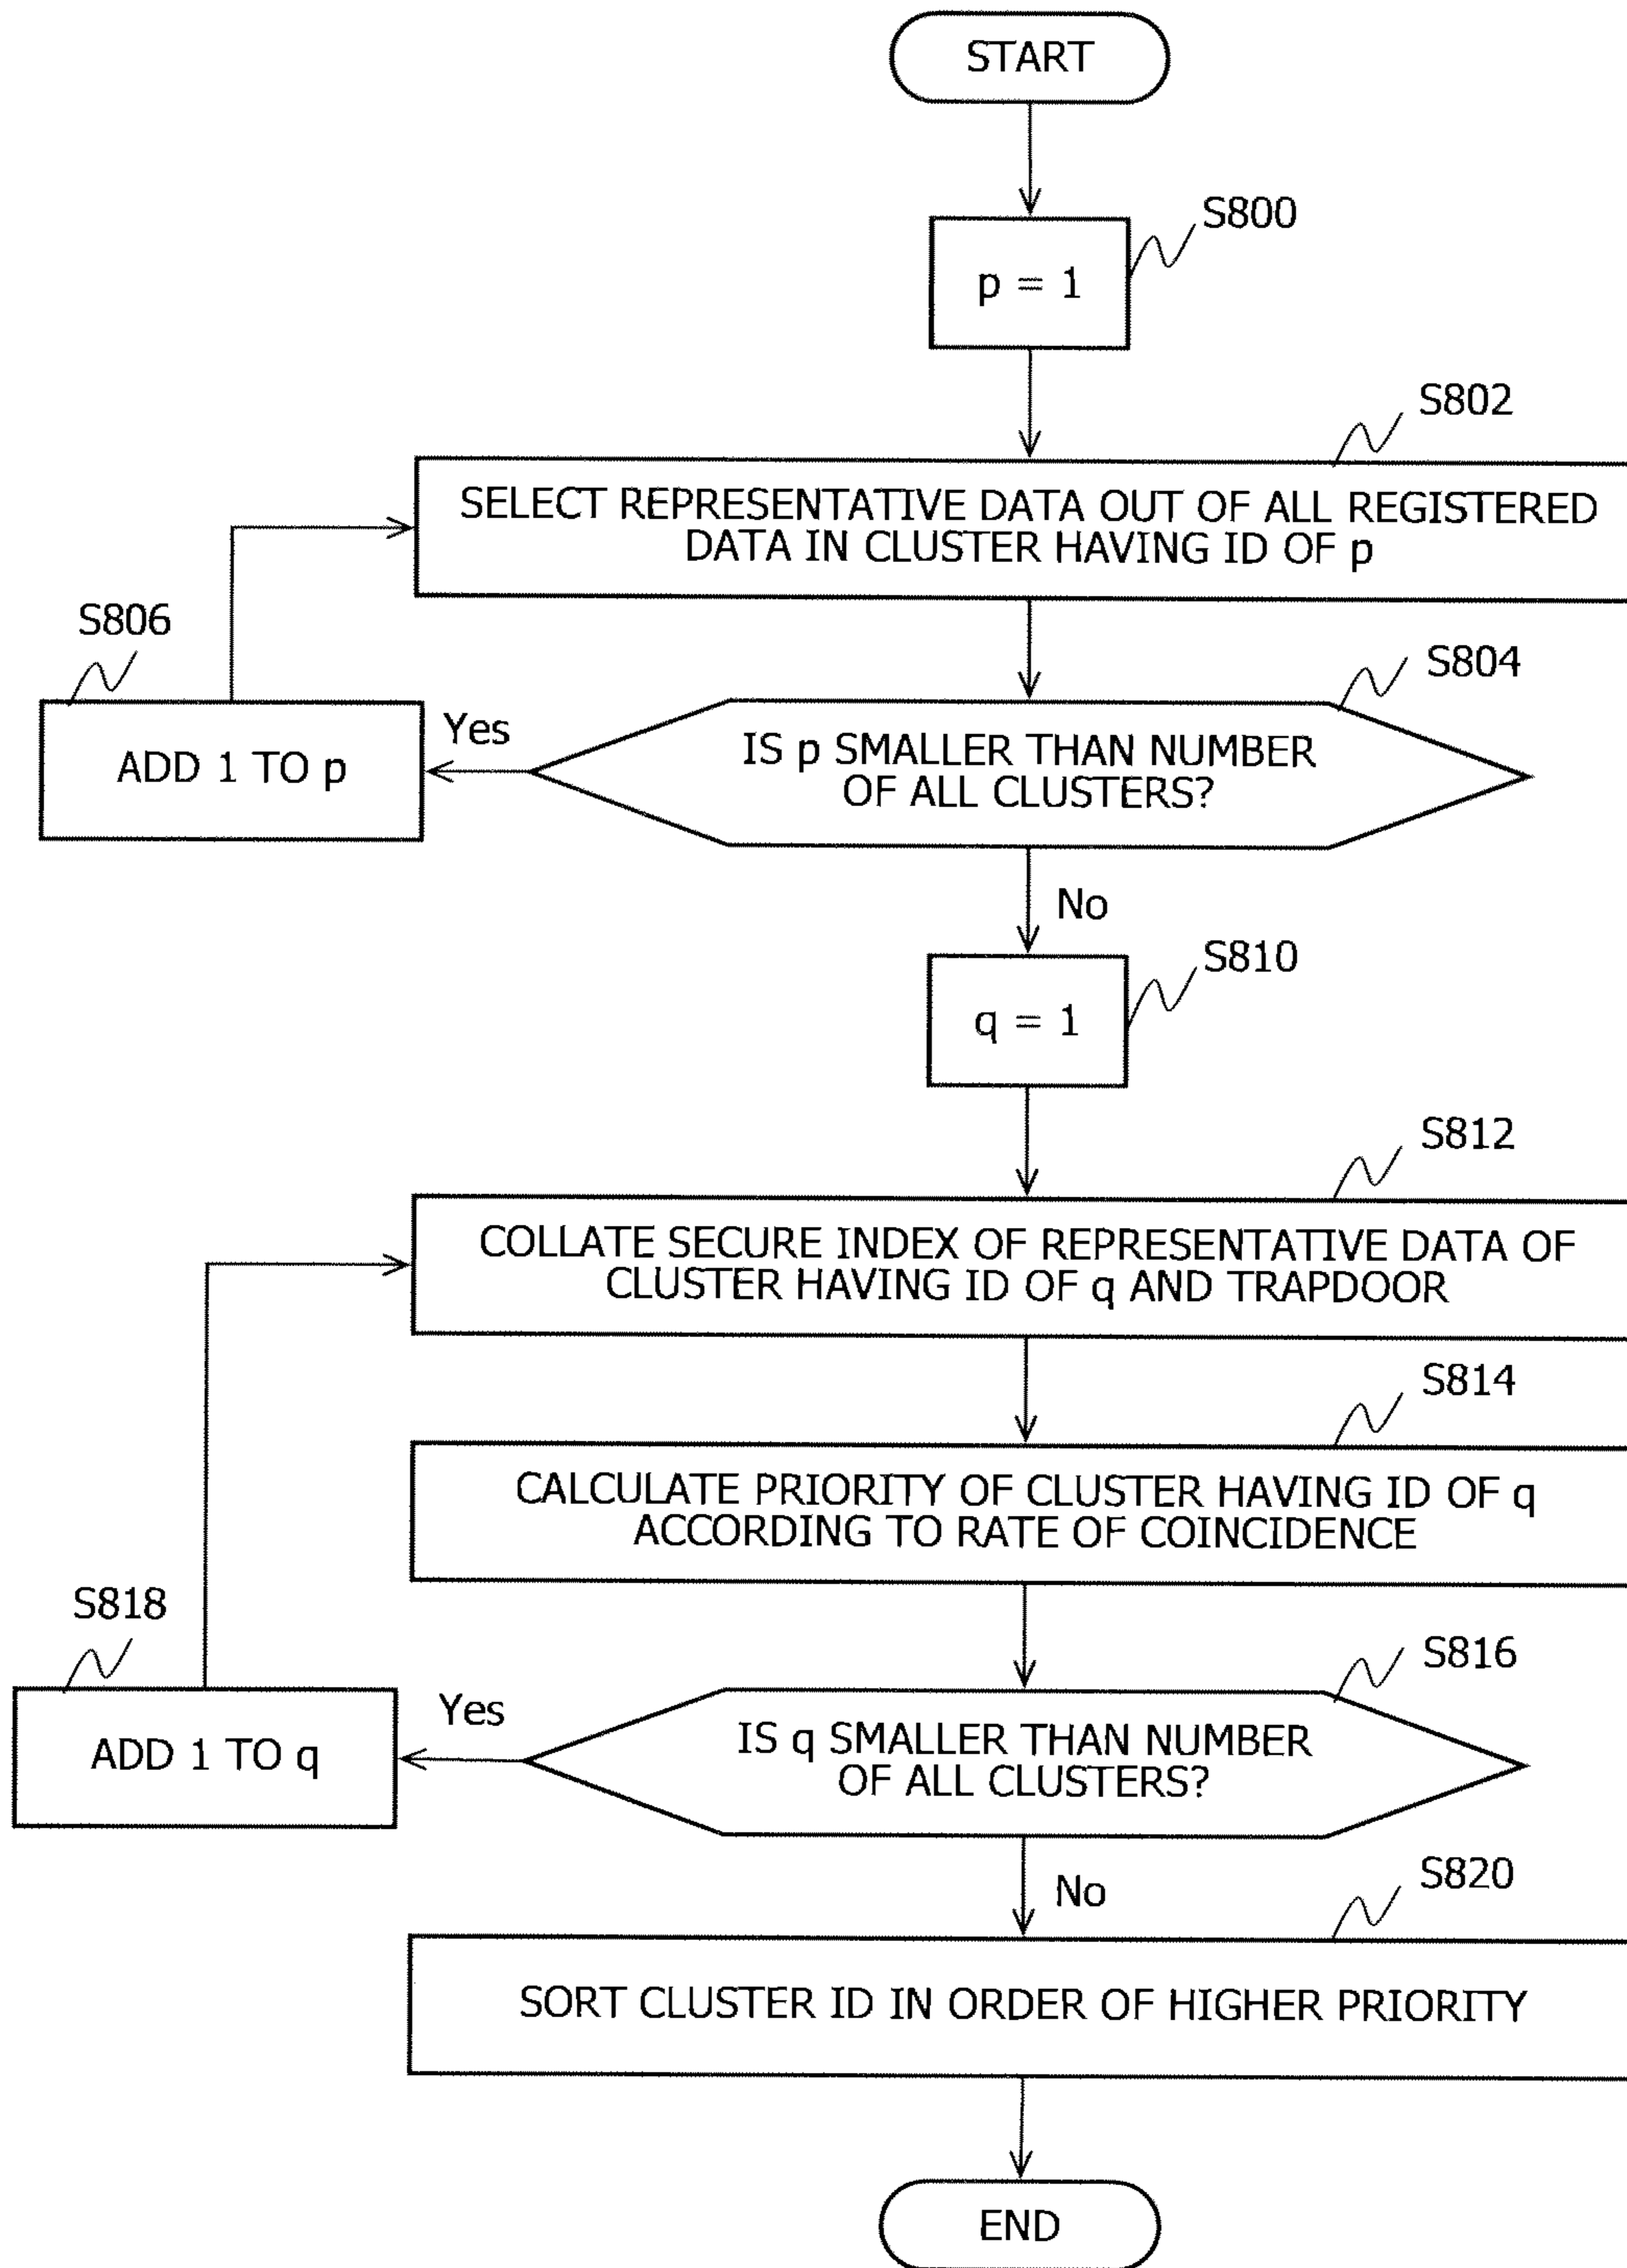 START
S800
p = 1
S802
SELECT REPRESENTATIVE DATA OUT OF ALL REGISTERED
DATA IN CLUSTER HAVING ID OF p
S806
S804
ADD 1 TO p
Yes
IS p SMALLER THAN NUMBER
OF ALL CLUSTERS?
No
S810
q = 1
S812
COLLATE SECURE INDEX OF REPRESENTATIVE DATA OF
CLUSTER HAVING ID OF q AND TRAPDOOR
S814
CALCULATE PRIORITY OF CLUSTER HAVING ID OF q
ACCORDING TO RATE OF COINCIDENCE
S818
S816
ADD 1 TO q
Yes
IS q SMALLER THAN NUMBER
OF ALL CLUSTERS?
No
S820
SORT CLUSTER ID IN ORDER OF HIGHER PRIORITY
END